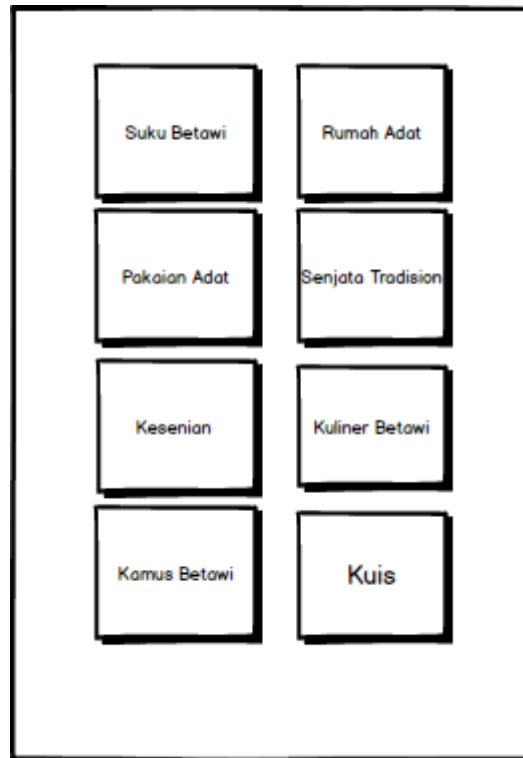 Suku Betawi
Rumah Adat
Pakaian Adat
Senjata Tradision
Kesenian
Kuliner Betawi
Kamus Betawi
Kuis